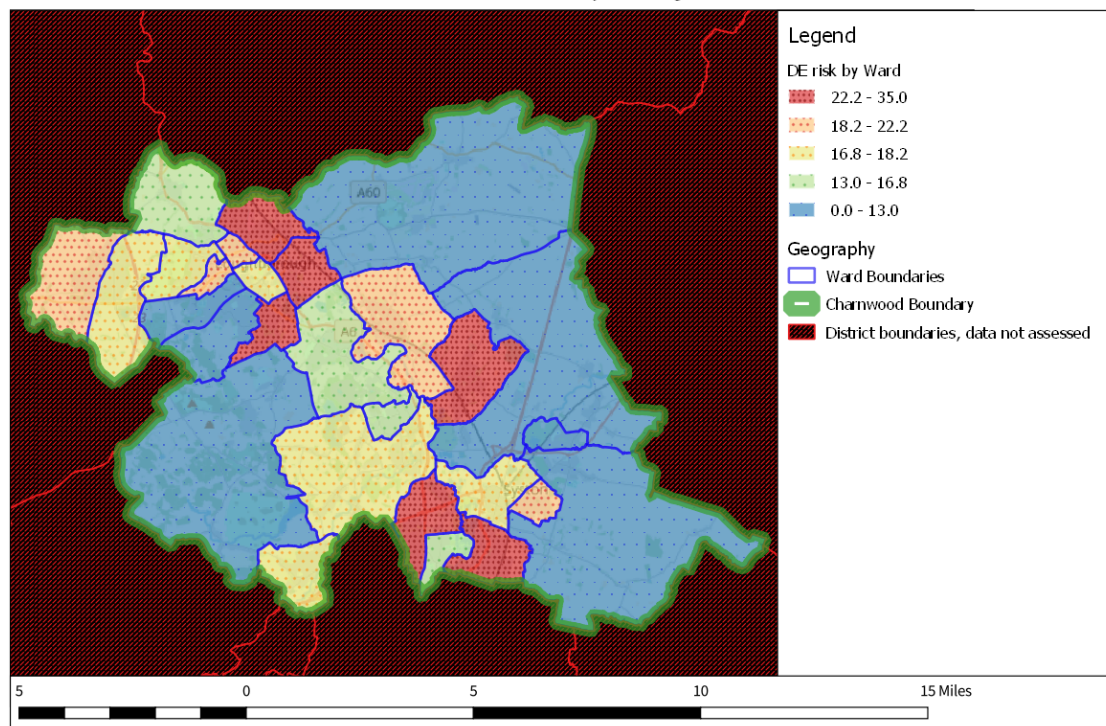 Legend
DE risk by Ward
22.2 - 35.0
18.2 - 22.2
16.8 - 18.2
13.0 - 16.8
0.0 - 13.0
Geography
Ward Boundaries
Charnwood Boundary
District boundaries, data not assessed
A60
A6
5 0 5 10 15 Miles